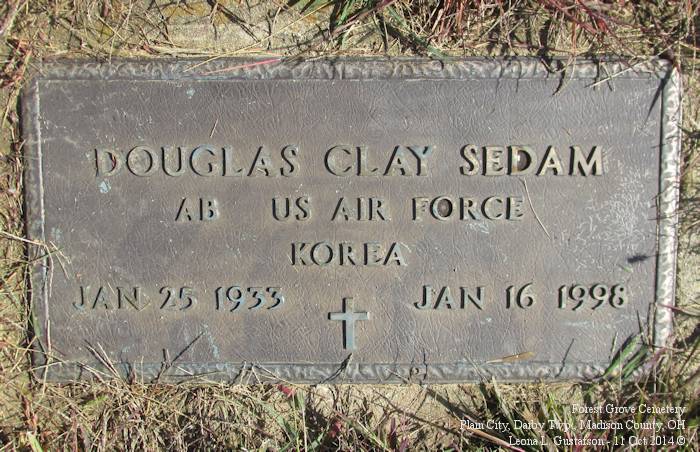 DOUGLAS CLAY SEDAM
AB US AIR FORCE
KOREA
JAN 25 1933 JAN 16 1998
Forest Grove Cemetery
Plain City, Darby Twp., Madison County, OH
Leona L. Gustafson - 11 Oct 2014 ©